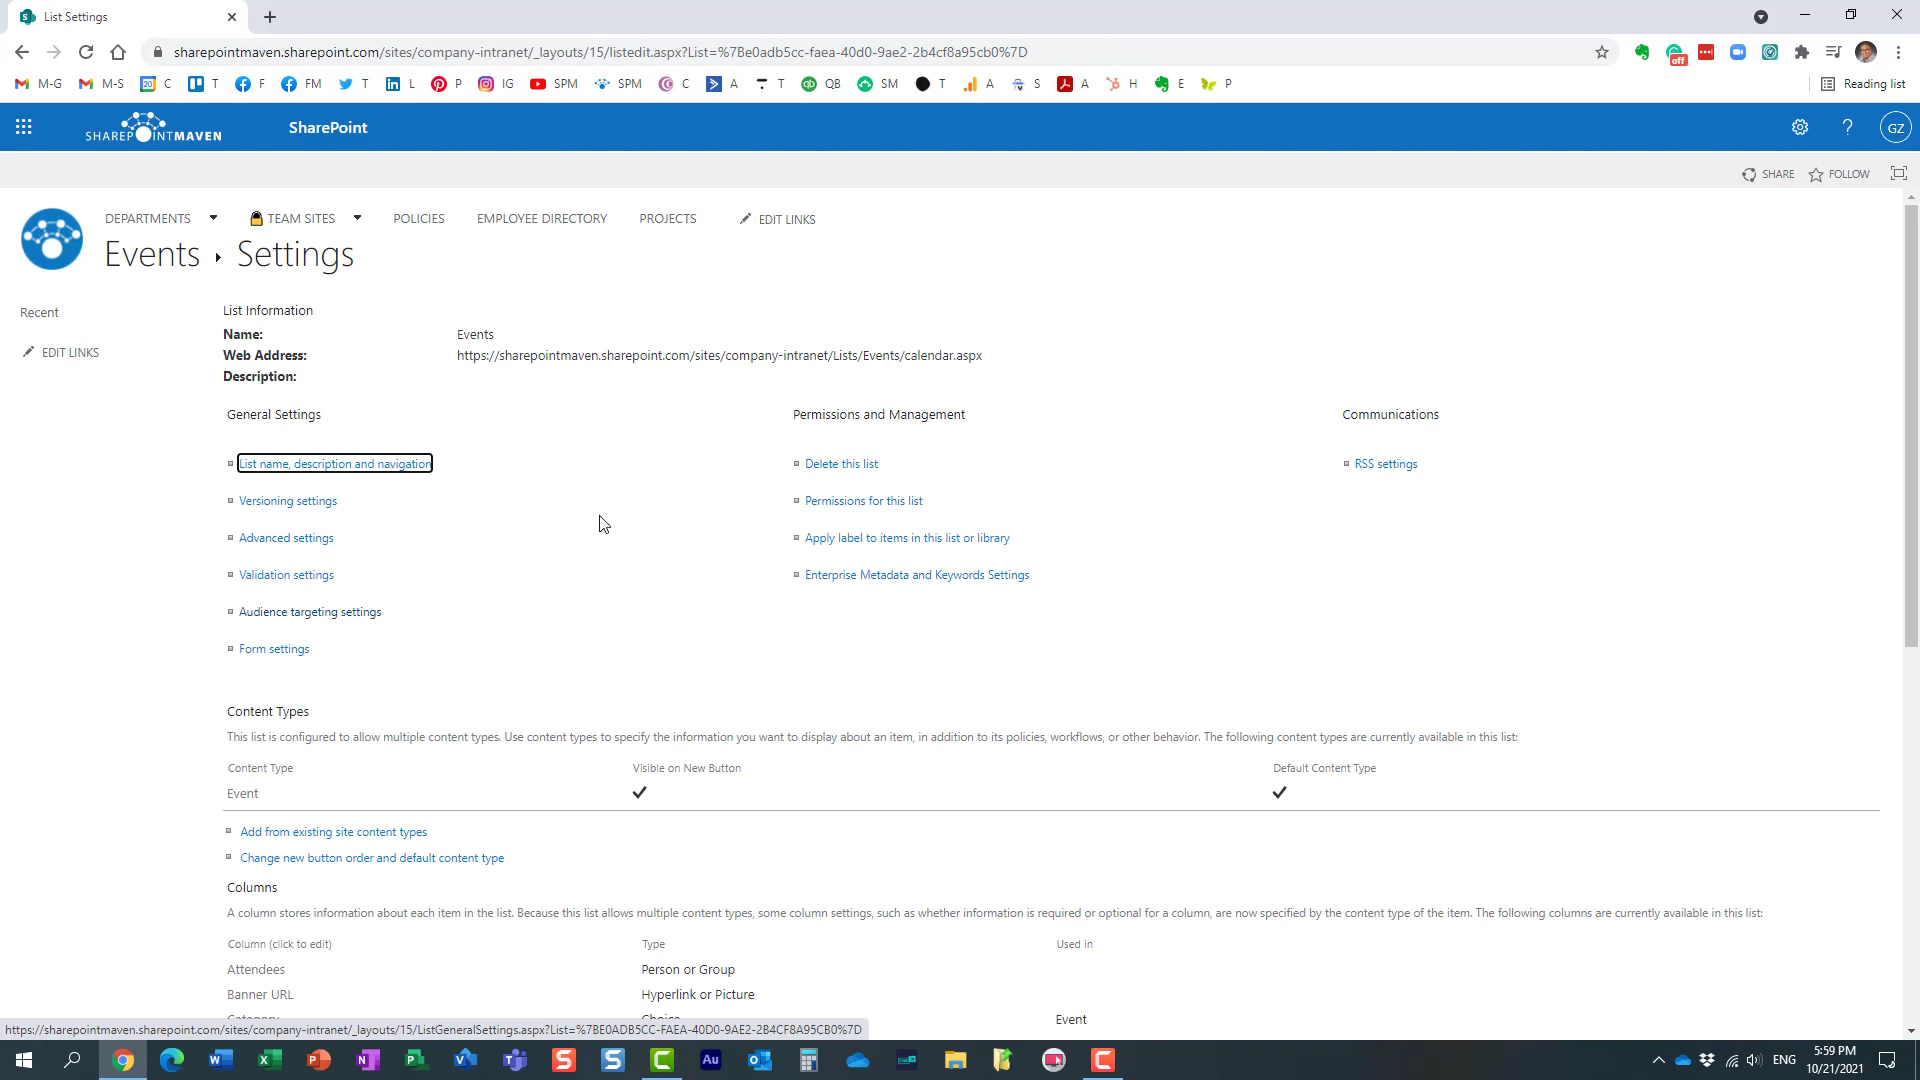 List Settings
sharepointmaven.sharepoint.com/sites/company-intranet/_layouts/15/listedit.aspx?List=%7Be0adb5cc-faea-40d0-9ae2-2b4cf8a95cb0%7D
off
M-G M-S 20 C T F FM T L P IG SPM SPM C A T QB SM T A S A H E P Reading list
SHAREPOINTMAVEN SharePoint ? GZ
SHARE FOLLOW
DEPARTMENTS TEAM SITES POLICIES EMPLOYEE DIRECTORY PROJECTS EDIT LINKS
Events Settings
Recent
EDIT LINKS
List Information
Name: Events
Web Address: https://sharepointmaven.sharepoint.com/sites/company-intranet/Lists/Events/calendar.aspx
Description:
General Settings Permissions and Management Communications
List name, description and navigation Delete this list RSS settings
Versioning settings Permissions for this list
Advanced settings Apply label to items in this list or library
Validation settings Enterprise Metadata and Keywords Settings
Audience targeting settings
Form settings
Content Types
This list is configured to allow multiple content types. Use content types to specify the information you want to display about an item, in addition to its policies, workflows, or other behavior. The following content types are currently available in this list:
Content Type Visible on New Button Default Content Type
Event
Add from existing site content types
Change new button order and default content type
Columns
A column stores information about each item in the list. Because this list allows multiple content types, some column settings, such as whether information is required or optional for a column, are now specified by the content type of the item. The following columns are currently available in this list:
Column (click to edit) Type Used in
Attendees Person or Group
Banner URL Hyperlink or Picture
Category Choice Event
https://sharepointmaven.sharepoint.com/sites/company-intranet/_layouts/15/ListGeneralSettings.aspx?List=%7BE0ADB5CC-FAEA-40D0-9AE2-2B4CF8A95CB0%7D
ENG 5:59 PM
10/21/2021